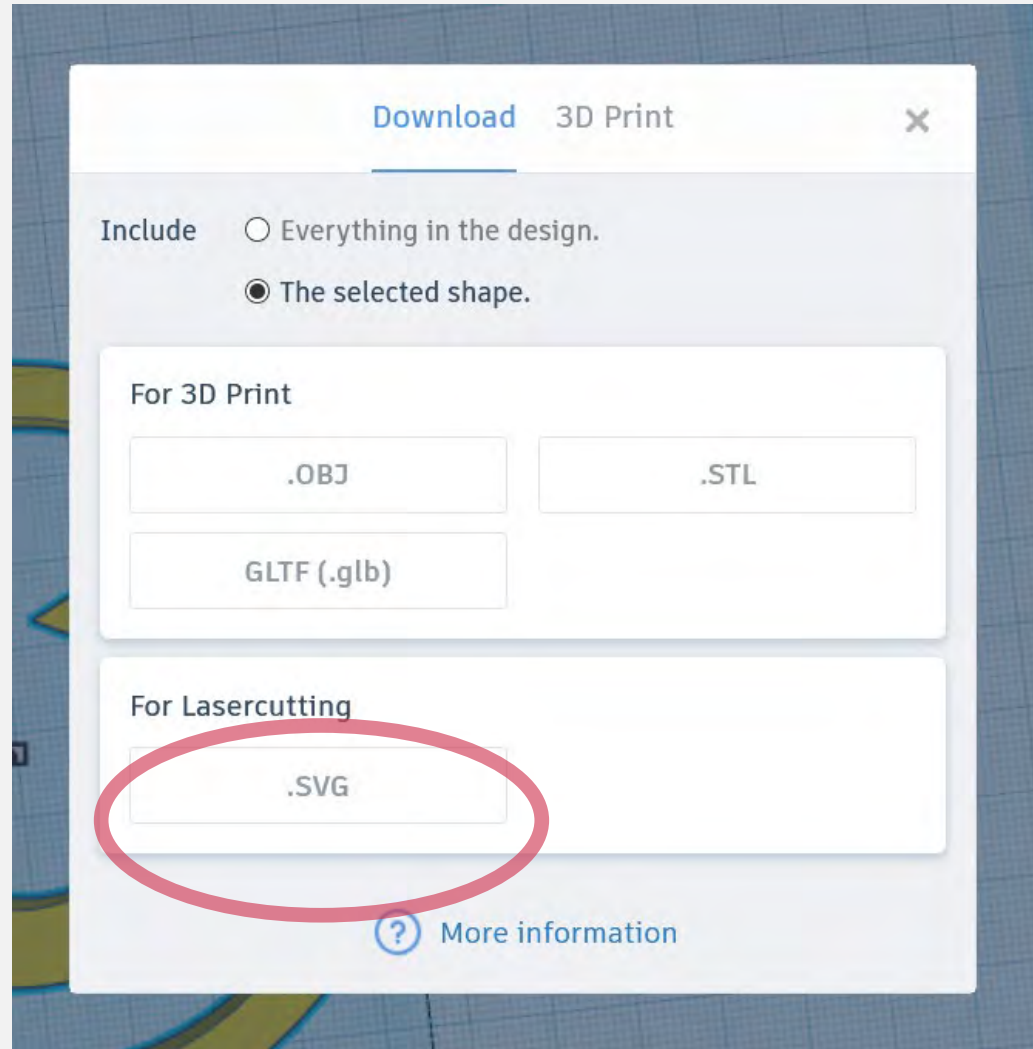 Download 3D Print
Include Everything in the design.
The selected shape.
For 3D Print
.OBJ .STL
GLTF (.glb)
For Lasercutting
.SVG
? More information